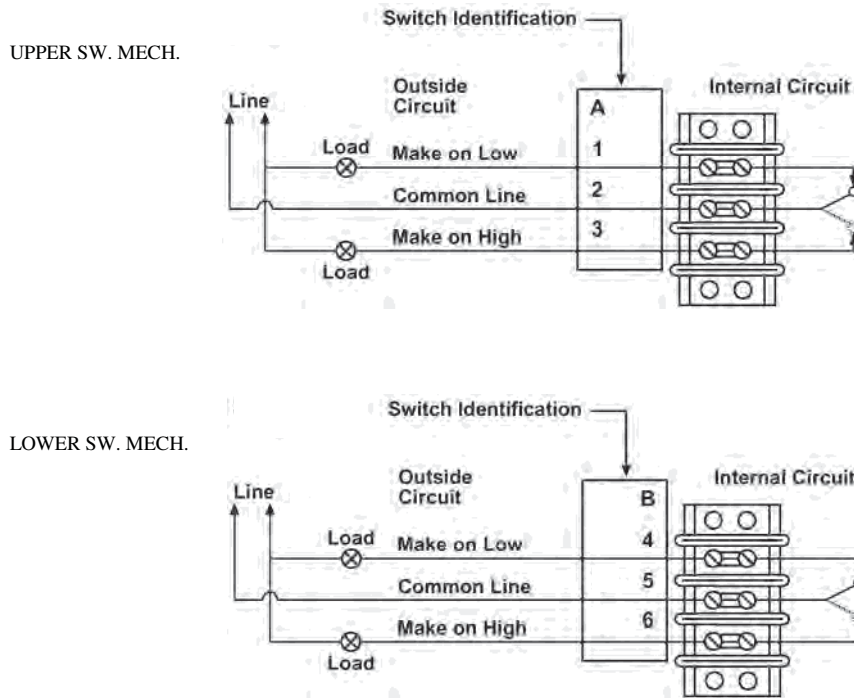 Switch Identification
UPPER SW. MECH.
Outside
Circuit
Internal Circuit
Line
A
Load
Make on Low
1
Common Line
2
Make on High
3
Load
Switch Identification
LOWER SW. MECH.
Outside
Circuit
Internal Circuit
Line
B
Load
Make on Low
4
Common Line
5
Make on High
6
Load